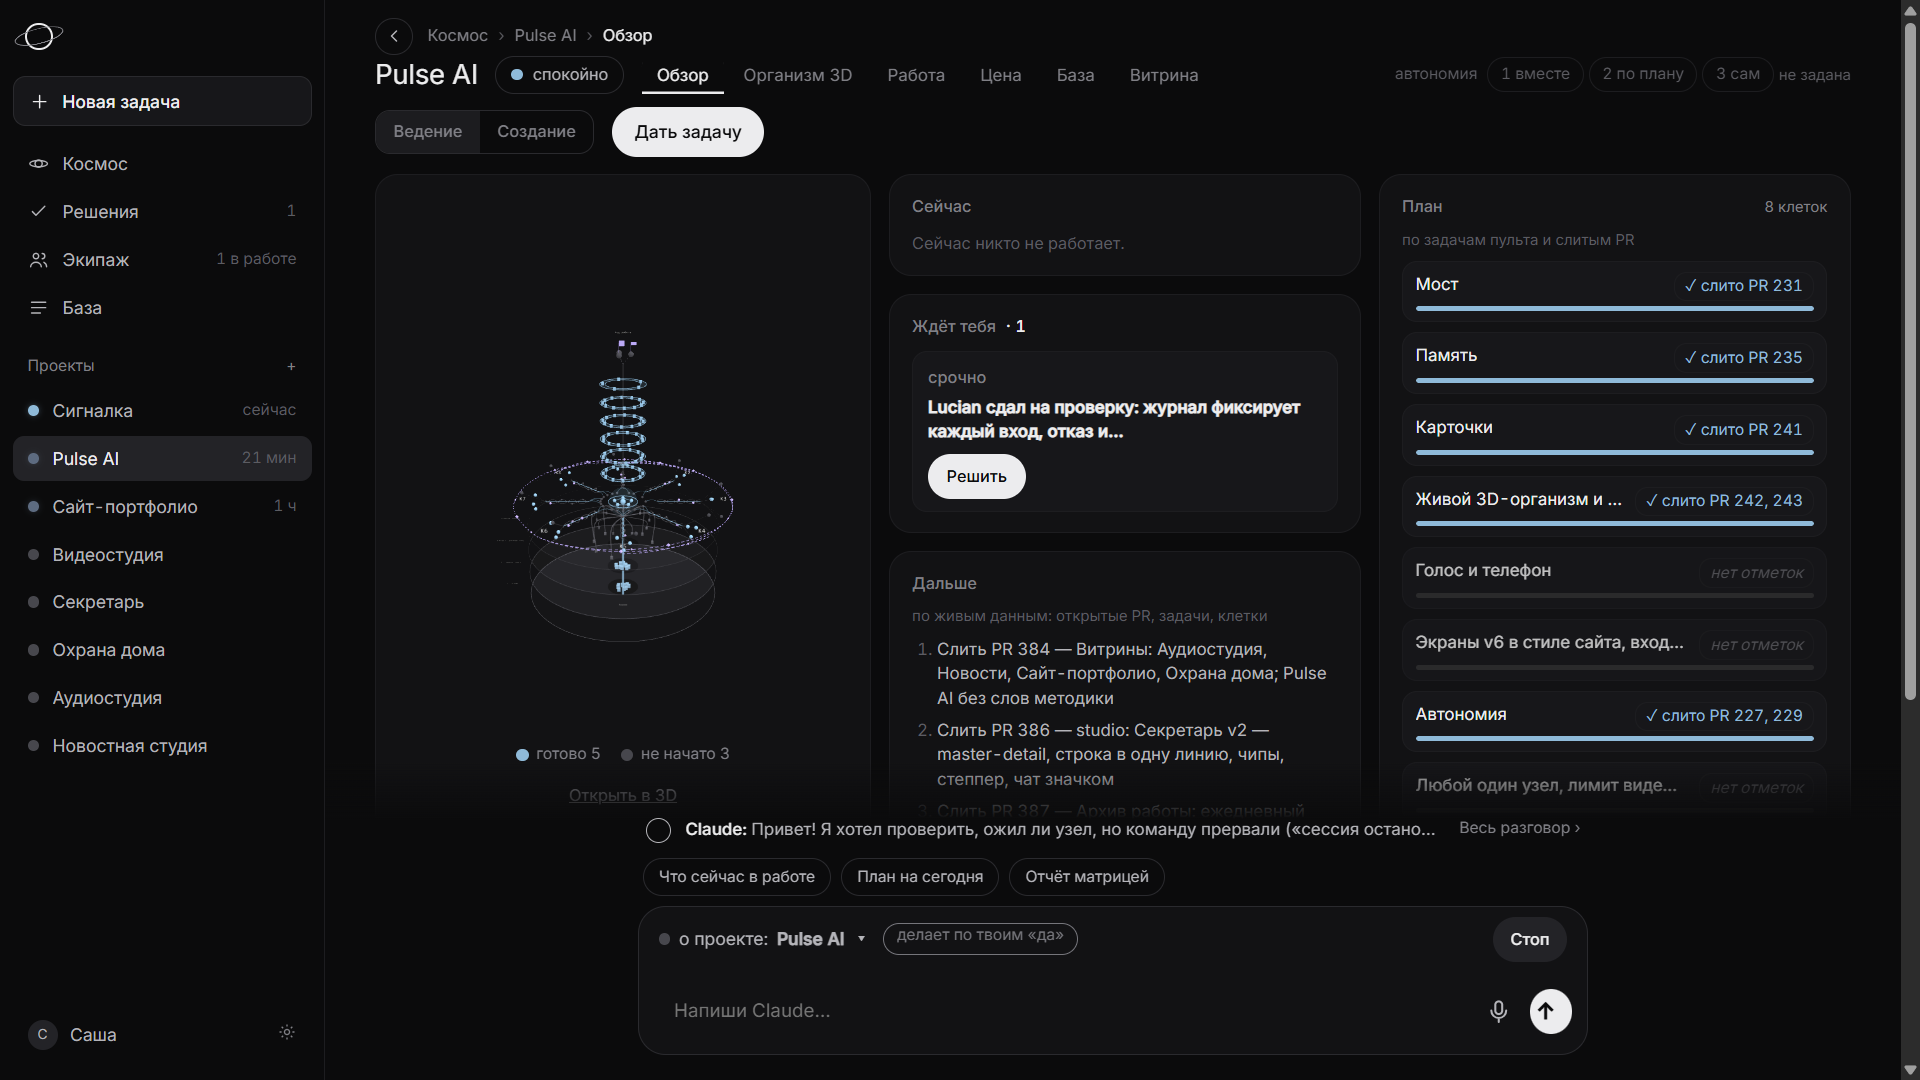 Новая задача
Космос
Решения 1
Экипаж 1 в работе
База
Проекты +
Сигналка сейчас
Pulse AI 21 мин
Сайт-портфолио 1 ч
Видеостудия
Секретарь
Охрана дома
Аудиостудия
Новостная студия
С Саша
Космос › Pulse AI › Обзор
Pulse AI спокойно Обзор Организм 3D Работа Цена База Витрина
автономия 1 вместе 2 по плану 3 сам не задана
Ведение Создание Дать задачу
готово 5 не начато 3
Открыть в 3D
Сейчас
Сейчас никто не работает.
Ждёт тебя · 1
срочно
Lucian сдал на проверку: журнал фиксирует
каждый вход, отказ и...
Решить
Дальше
по живым данным: открытые PR, задачи, клетки
1. Слить PR 384 — Витрины: Аудиостудия,
Новости, Сайт-портфолио, Охрана дома; Pulse
AI без слов методики
2. Слить PR 386 — studio: Секретарь v2 —
master-detail, строка в одну линию, чипы,
степпер, чат значком
3. Слить PR 387 — Архив работы: ежедневный
План 8 клеток
по задачам пульта и слитым PR
Мост ✓ слито PR 231
Память ✓ слито PR 235
Карточки ✓ слито PR 241
Живой 3D-организм и ... ✓ слито PR 242, 243
Голос и телефон нет отметок
Экраны v6 в стиле сайта, вход... нет отметок
Автономия ✓ слито PR 227, 229
Любой один узел, лимит виде... нет отметок
Claude: Привет! Я хотел проверить, ожил ли узел, но команду прервали («сессия остано... Весь разговор ›
Что сейчас в работе План на сегодня Отчёт матрицей
о проекте: Pulse AI ▾ делает по твоим «да» Стоп
Напиши Claude...